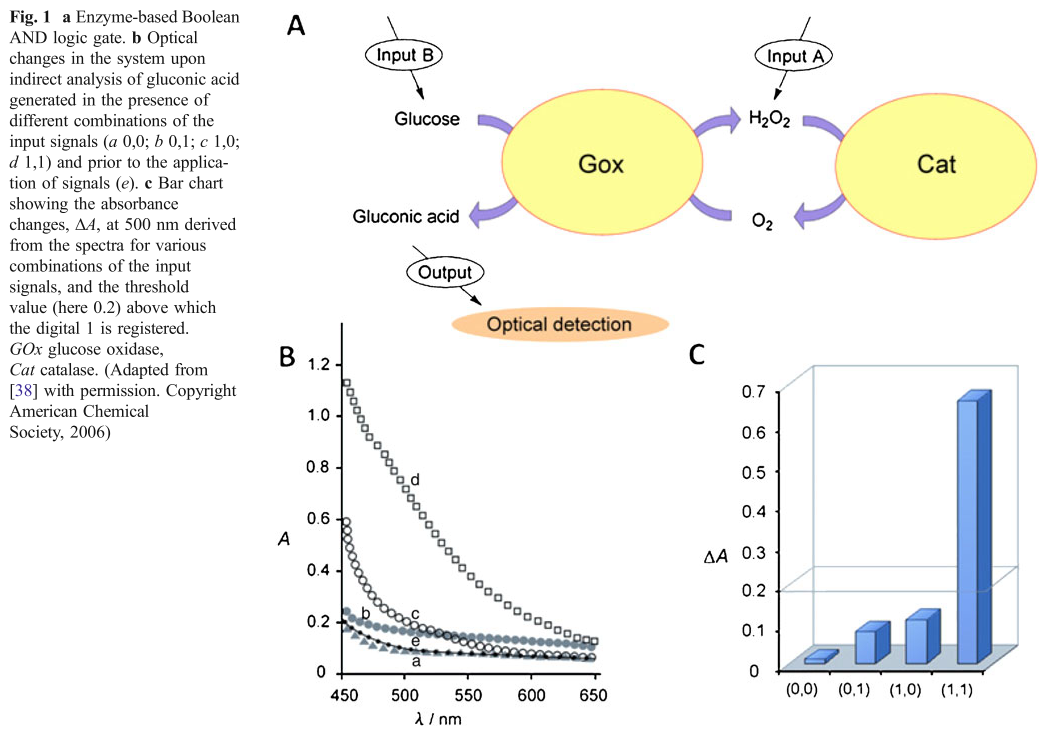 Fig. 1 a Enzyme-based Boolean
AND logic gate. b Optical
changes in the system upon
indirect analysis of gluconic acid
generated in the presence of
different combinations of the
input signals (a 0,0; b 0,1; c 1,0;
d 1,1) and prior to the applica-
tion of signals (e). c Bar chart
showing the absorbance
changes, ΔA, at 500 nm derived
from the spectra for various
combinations of the input
signals, and the threshold
value (here 0.2) above which
the digital 1 is registered.
GOx glucose oxidase,
Cat catalase. (Adapted from
[38] with permission. Copyright
American Chemical
Society, 2006)
A
Input B
Input A
Glucose
H2O2
Gox
Cat
Gluconic acid
O2
Output
Optical detection
B
1.2
1.0
0.8
0.6
0.4
0.2
0
A
d
c
b
e
a
450
500
550
600
650
λ / nm
C
0.7
0.6
0.5
0.4
0.3
0.2
0.1
0
ΔA
(0,0)
(0,1)
(1,0)
(1,1)